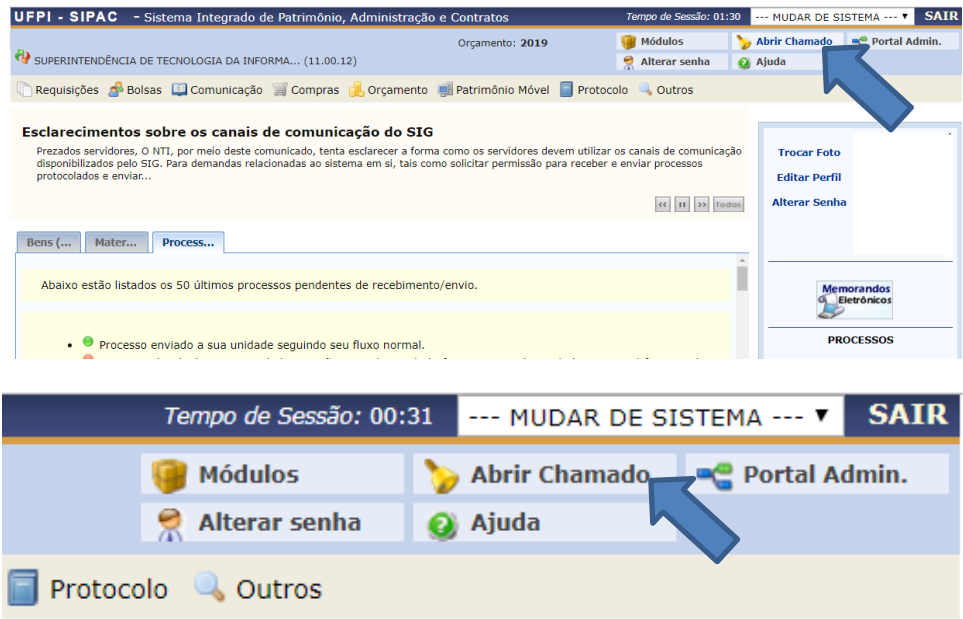 UFPI - SIPAC - Sistema Integrado de Patrimônio, Administração e Contratos Tempo de Sessão: 01:30 --- MUDAR DE SISTEMA --- ▼ SAIR
Orçamento: 2019 Módulos Abrir Chamado Portal Admin.
SUPERINTENDÊNCIA DE TECNOLOGIA DA INFORMA... (11.00.12) Alterar senha Ajuda
Requisições Bolsas Comunicação Compras Orçamento Patrimônio Móvel Protocolo Outros
Esclarecimentos sobre os canais de comunicação do SIG
Prezados servidores, O NTI, por meio deste comunicado, tenta esclarecer a forma como os servidores devem utilizar os canais de comunicação
disponibilizados pelo SIG. Para demandas relacionadas ao sistema em si, tais como solicitar permissão para receber e enviar processos
protocolados e enviar...
<< II >> Todas
Trocar Foto
Editar Perfil
Alterar Senha
Bens (... Mater... Process...
Abaixo estão listados os 50 últimos processos pendentes de recebimento/envio.
• Processo enviado a sua unidade seguindo seu fluxo normal.
Memorandos
Eletrônicos
PROCESSOS
Tempo de Sessão: 00:31 --- MUDAR DE SISTEMA --- ▼ SAIR
Módulos Abrir Chamado Portal Admin.
Alterar senha Ajuda
Protocolo Outros